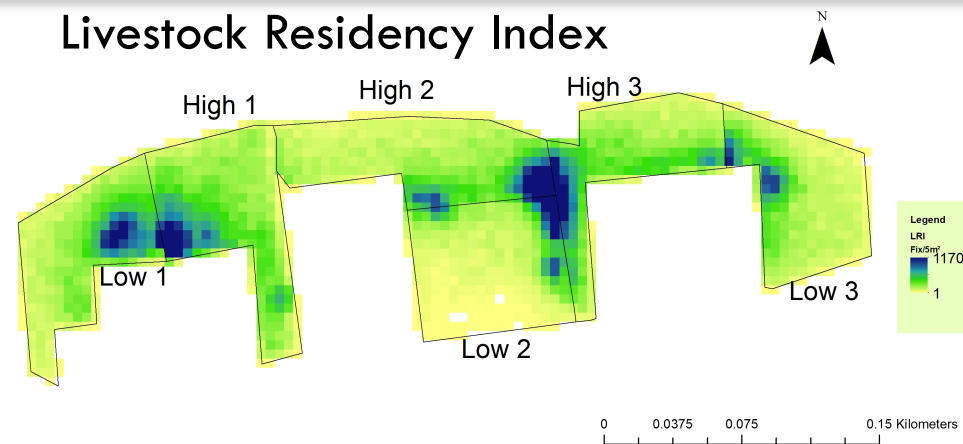 Livestock Residency Index
N
High 1
High 2
High 3
Low 1
Low 2
Low 3
Legend
LRI
Fix/5m²
1170
1
0 0.0375 0.075 0.15 Kilometers